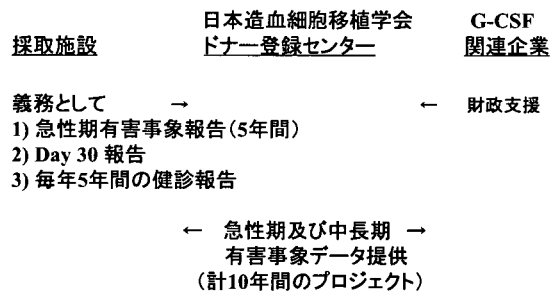 日本造血細胞移植学会 G-CSF
採取施設 ドナー登録センター 関連企業
義務として → ← 財政支援
1) 急性期有害事象報告(5年間)
2) Day 30 報告
3) 毎年5年間の健診報告
← 急性期及び中長期 →
有害事象データ提供
(計10年間のプロジェクト)